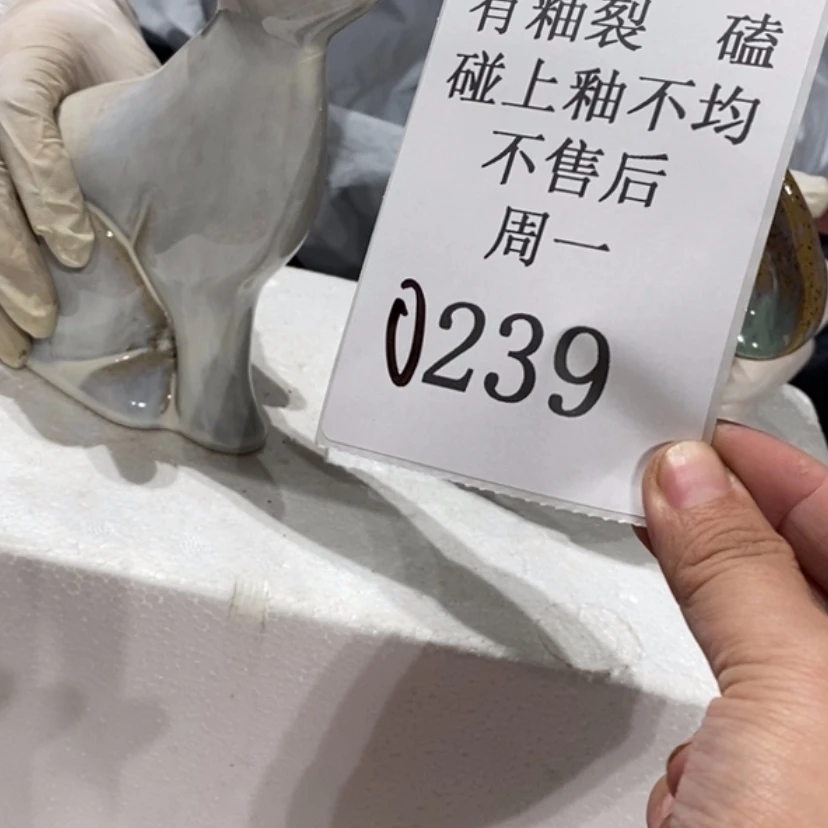 有釉裂 磕
碰上釉不均
不售后
周一
0239